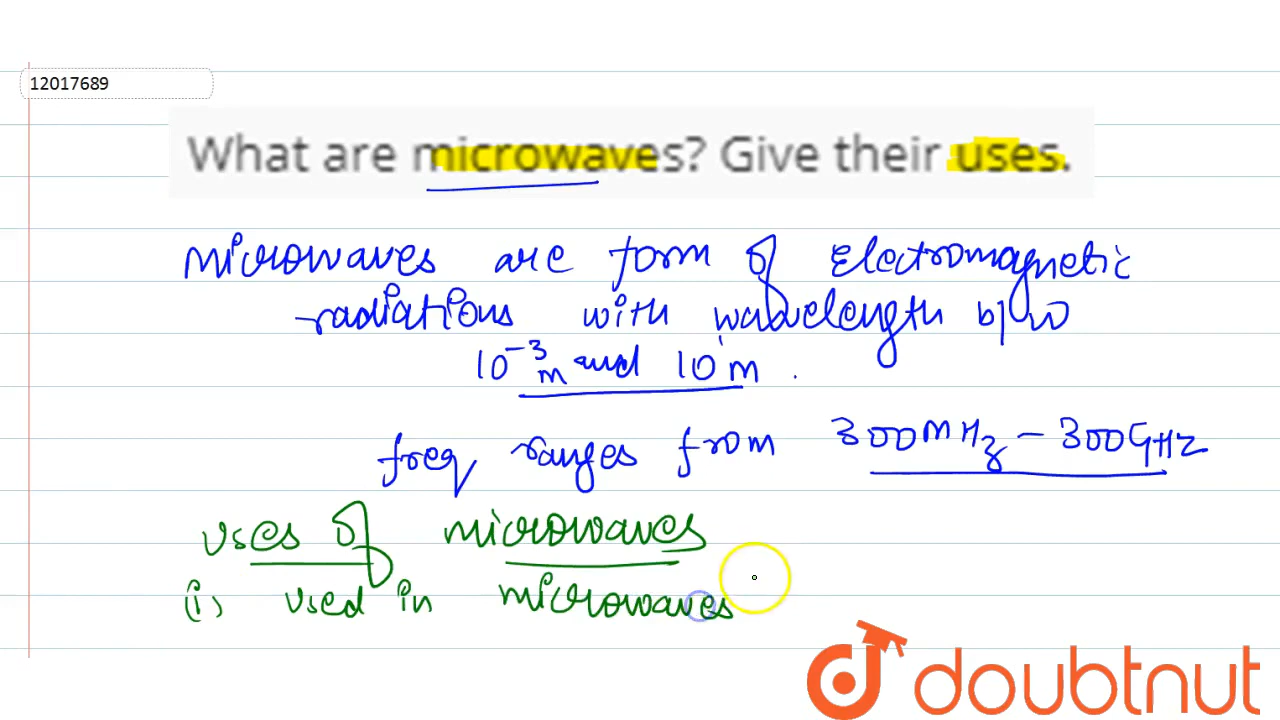 12017689
What are microwaves? Give their uses.
microwaves are form of Electromagnetic
radiations with wavelength b/w
10⁻³m and 10'm.
freq ranges from 300MHz - 300GHz
uses of microwaves
(i) used in microwaves
doubtnut